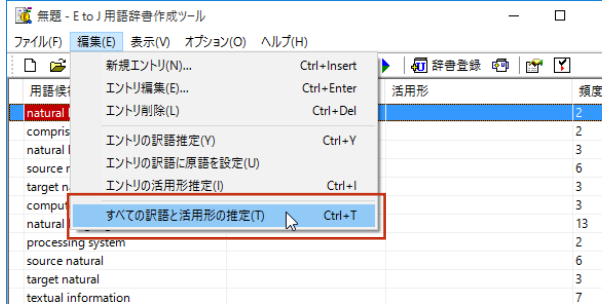 無題 - E to J 用語辞書作成ツール
ファイル(F) 編集(E) 表示(V) オプション(O) ヘルプ(H)
新規エントリ(N)... Ctrl+Insert
辞書登録
エントリ編集(E)... Ctrl+Enter
用語候 活用形 頻度
エントリ削除(L) Ctrl+Del
natural 2
compris 2
エントリの訳語推定(Y) Ctrl+Y
natural 3
エントリの訳語に原語を設定(U)
source 6
エントリの活用形推定(I) Ctrl+I
target 3
comput 3
すべての訳語と活用形の推定(T) Ctrl+T
natural 13
processing system 2
source natural 6
target natural 3
textual information 7